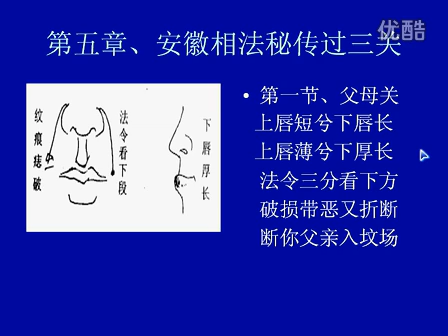 优酷
第五章、安徽相法秘传过三关
纹痕痣破
法令看下段
下唇厚长
• 第一节、父母关
上唇短兮下唇长
上唇薄兮下厚长
法令三分看下方
破损带恶又折断
断你父亲入坟场